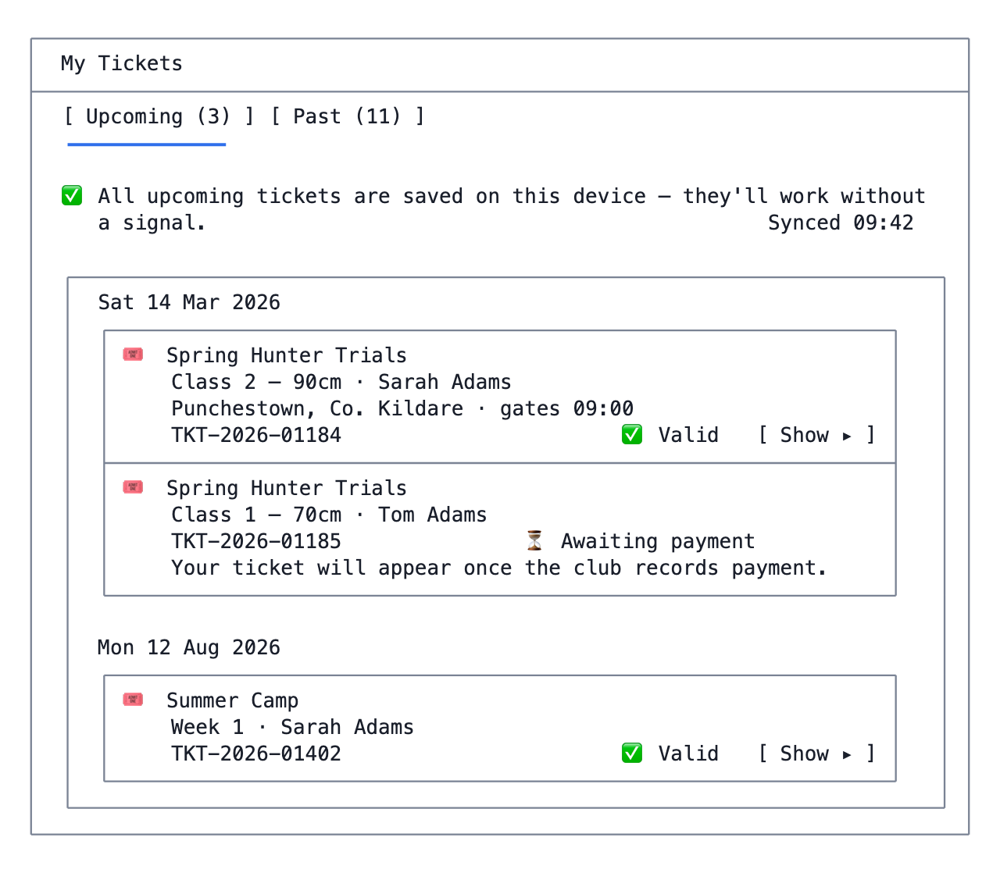 My Tickets
[ Upcoming (3) ] [ Past (11) ]
✅ All upcoming tickets are saved on this device — they'll work without
a signal. Synced 09:42
Sat 14 Mar 2026
🎟 Spring Hunter Trials
Class 2 — 90cm · Sarah Adams
Punchestown, Co. Kildare · gates 09:00
TKT-2026-01184 ✅ Valid [ Show ▸ ]
🎟 Spring Hunter Trials
Class 1 — 70cm · Tom Adams
TKT-2026-01185 ⏳ Awaiting payment
Your ticket will appear once the club records payment.
Mon 12 Aug 2026
🎟 Summer Camp
Week 1 · Sarah Adams
TKT-2026-01402 ✅ Valid [ Show ▸ ]